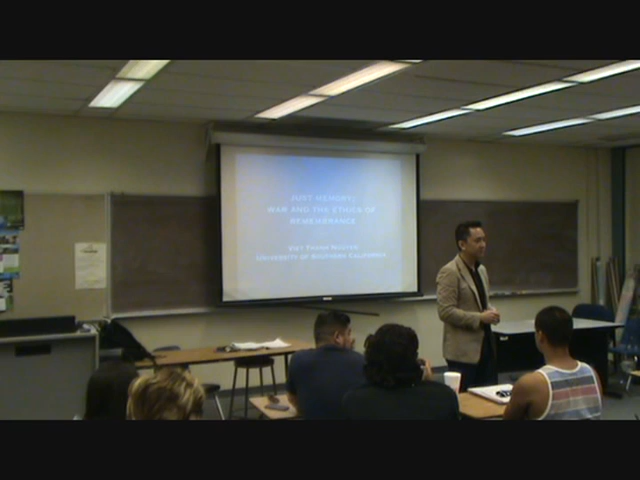 JUST MEMORY:
WAR AND THE ETHICS OF
REMEMBRANCE
VIET THANH NGUYEN
UNIVERSITY OF SOUTHERN CALIFORNIA